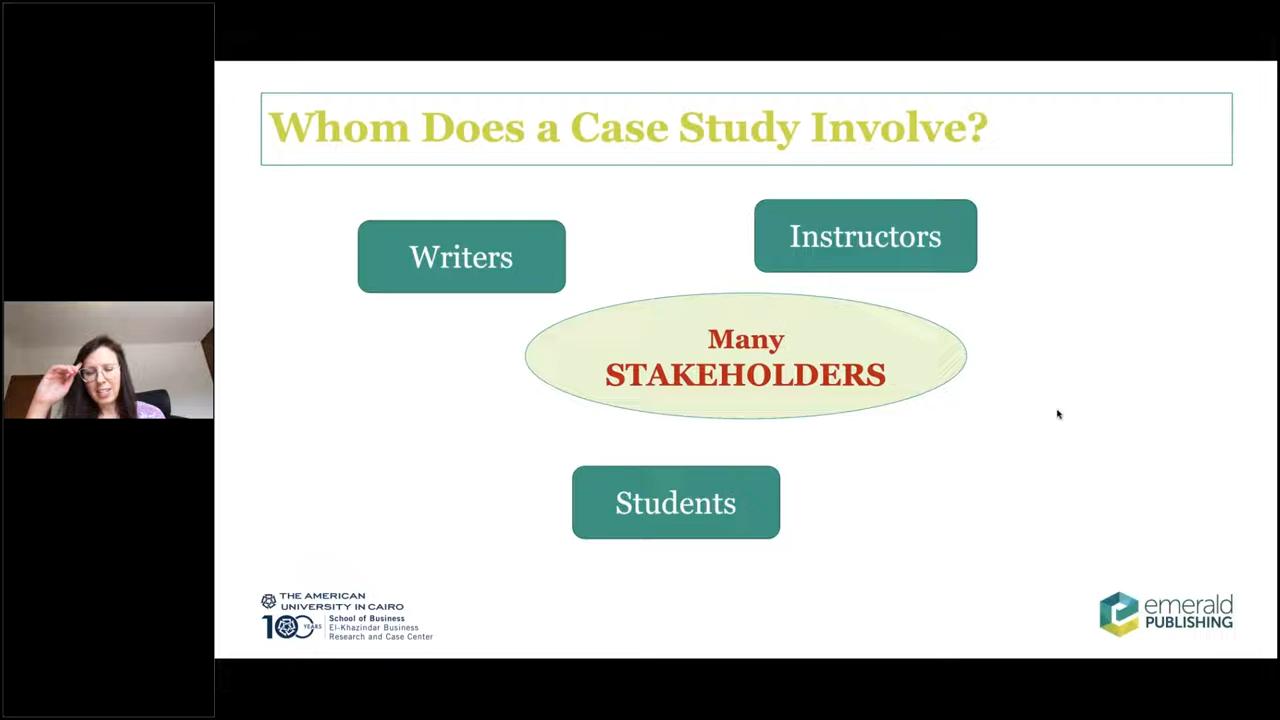 Whom Does a Case Study Involve?
Writers
Instructors
Many
STAKEHOLDERS
Students
THE AMERICAN
UNIVERSITY IN CAIRO
100 YEARS
School of Business
El-Khazindar Business
Research and Case Center
emerald
PUBLISHING